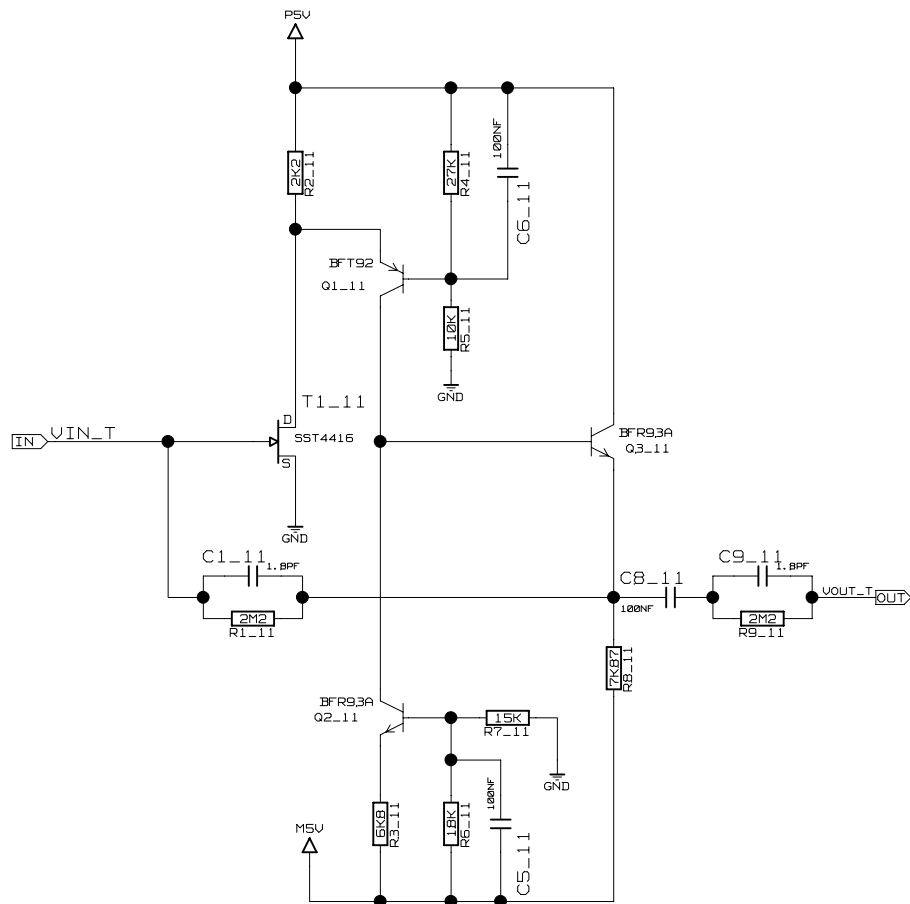 P5V
2K2
R2_11
27K
R4_11
100NF
C6_11
BFT92
Q1_11
10K
R5_11
GND
T1_11
D
SST4416
S
IN
VIN_T
BFR93A
Q3_11
GND
C1_11
1.8PF
2M2
R1_11
C8_11
100NF
C9_11
1.8PF
2M2
R9_11
VOUT_T
OUT
7K87
R8_11
BFR93A
Q2_11
15K
R7_11
GND
6K8
R3_11
18K
R6_11
100NF
C5_11
M5V